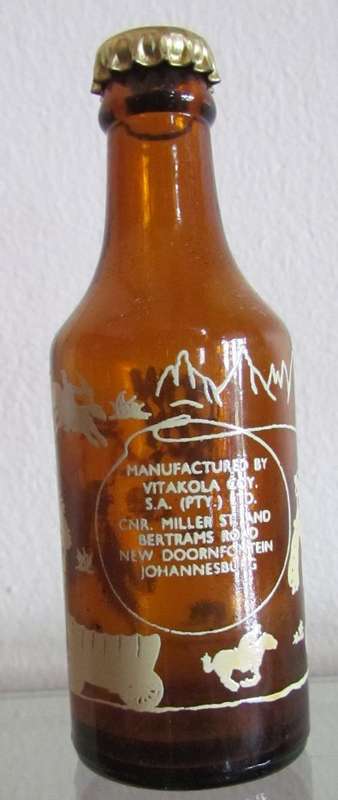 MANUFACTURED BY
VITAKOLA COY.
S.A. (PTY.) LTD.
CNR. MILLER ST. AND
BERTRAMS ROAD
NEW DOORNFONTEIN
JOHANNESBURG